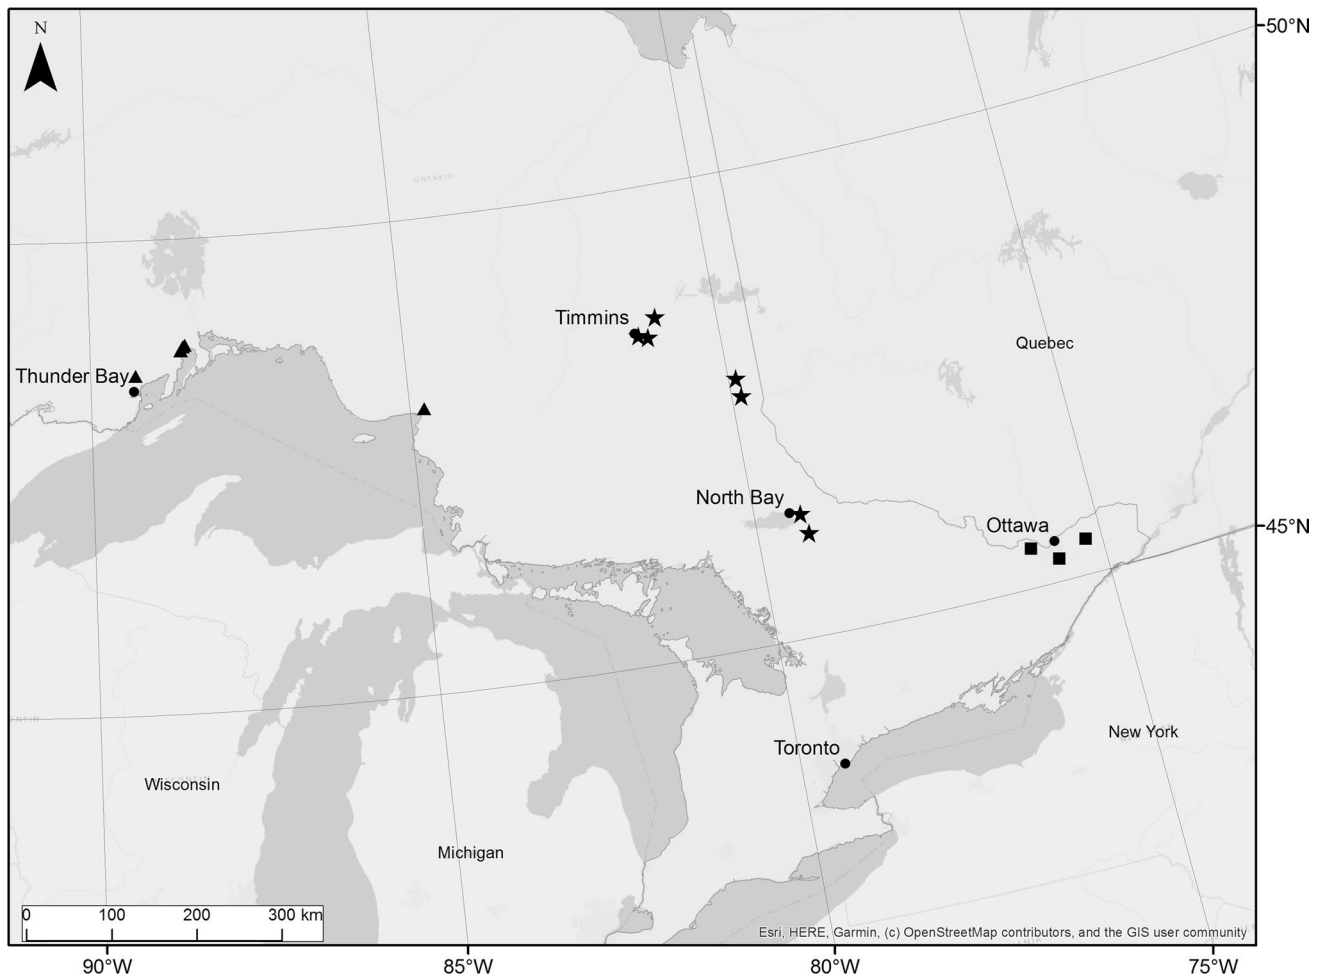 N
50°N
ONTARIO
Timmins
Quebec
Thunder Bay
North Bay
Ottawa
45°N
New York
Toronto
WISCONSIN
Wisconsin
Michigan
0 100 200 300 km
Esri, HERE, Garmin, (c) OpenStreetMap contributors, and the GIS user community
90°W 85°W 80°W 75°W